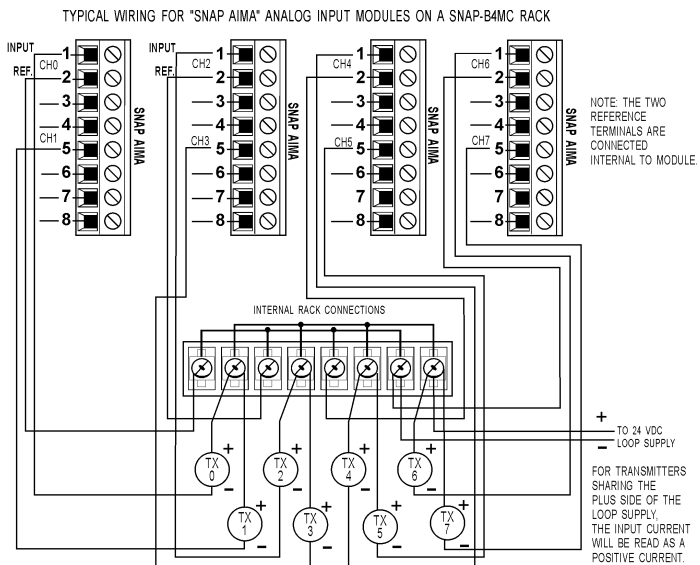 TYPICAL WIRING FOR "SNAP AIMA" ANALOG INPUT MODULES ON A SNAP-B4MC RACK
INPUT
REF.
CH0
CH1
1
2
3
4
5
6
7
8
SNAP AIMA
INPUT
REF.
CH2
CH3
1
2
3
4
5
6
7
8
SNAP AIMA
CH4
CH5
1
2
3
4
5
6
7
8
SNAP AIMA
CH6
CH7
1
2
3
4
5
6
7
8
SNAP AIMA
NOTE: THE TWO
REFERENCE
TERMINALS ARE
CONNECTED
INTERNAL TO MODULE.
INTERNAL RACK CONNECTIONS
+
TO 24 VDC
–
LOOP SUPPLY
TX
0
+
–
TX
2
+
–
TX
4
+
–
TX
6
+
–
TX
1
+
–
TX
3
+
–
TX
5
+
–
TX
7
+
–
FOR TRANSMITTERS
SHARING THE
PLUS SIDE OF THE
LOOP SUPPLY,
THE INPUT CURRENT
WILL BE READ AS A
POSITIVE CURRENT.